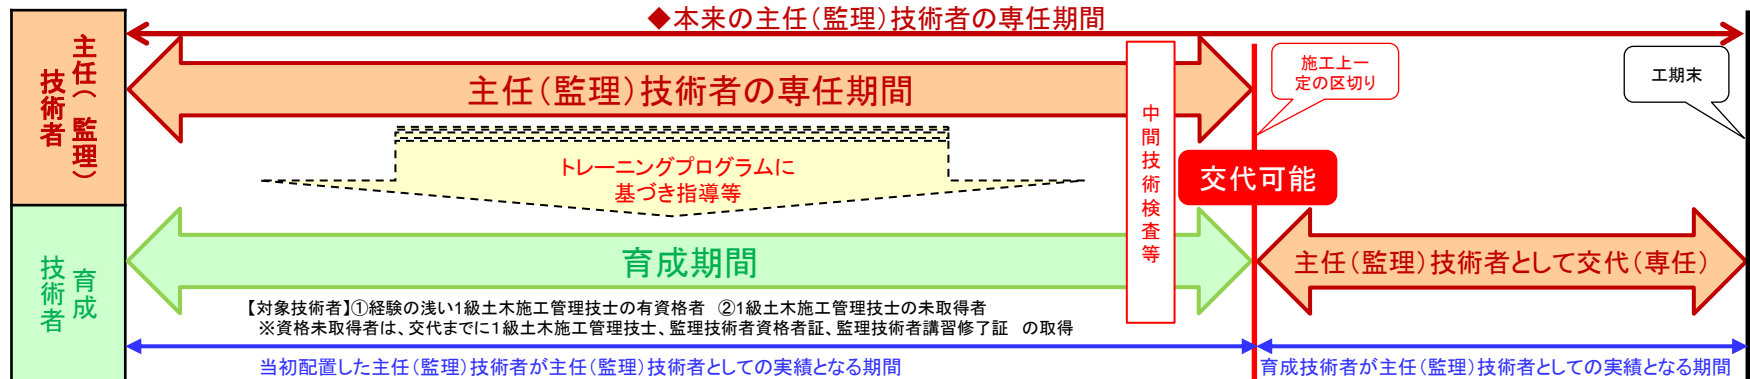 ◆本来の主任(監理)技術者の専任期間
主任(監理)
技術者
主任(監理)技術者の専任期間
中間技術検査等
施工上一
定の区切り
工期末
トレーニングプログラムに
基づき指導等
交代可能
育成
技術者
育成期間
主任(監理)技術者として交代(専任)
【対象技術者】①経験の浅い1級土木施工管理技士の有資格者 ②1級土木施工管理技士の未取得者
※資格未取得者は、交代までに1級土木施工管理技士、監理技術者資格者証、監理技術者講習修了証 の取得
当初配置した主任(監理)技術者が主任(監理)技術者としての実績となる期間
育成技術者が主任(監理)技術者としての実績となる期間